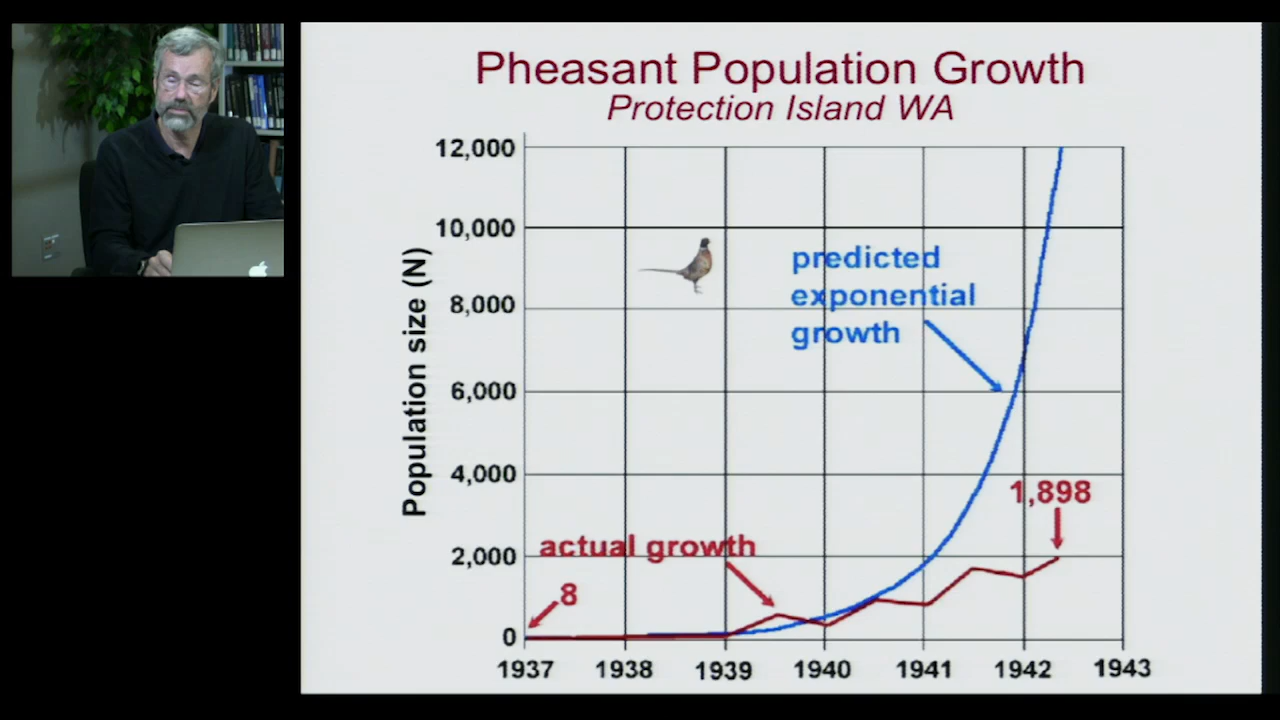 Pheasant Population Growth
Protection Island WA
12,000
10,000
8,000
6,000
4,000
2,000
0
Population size (N)
predicted
exponential
growth
1,898
actual growth
8
1937 1938 1939 1940 1941 1942 1943